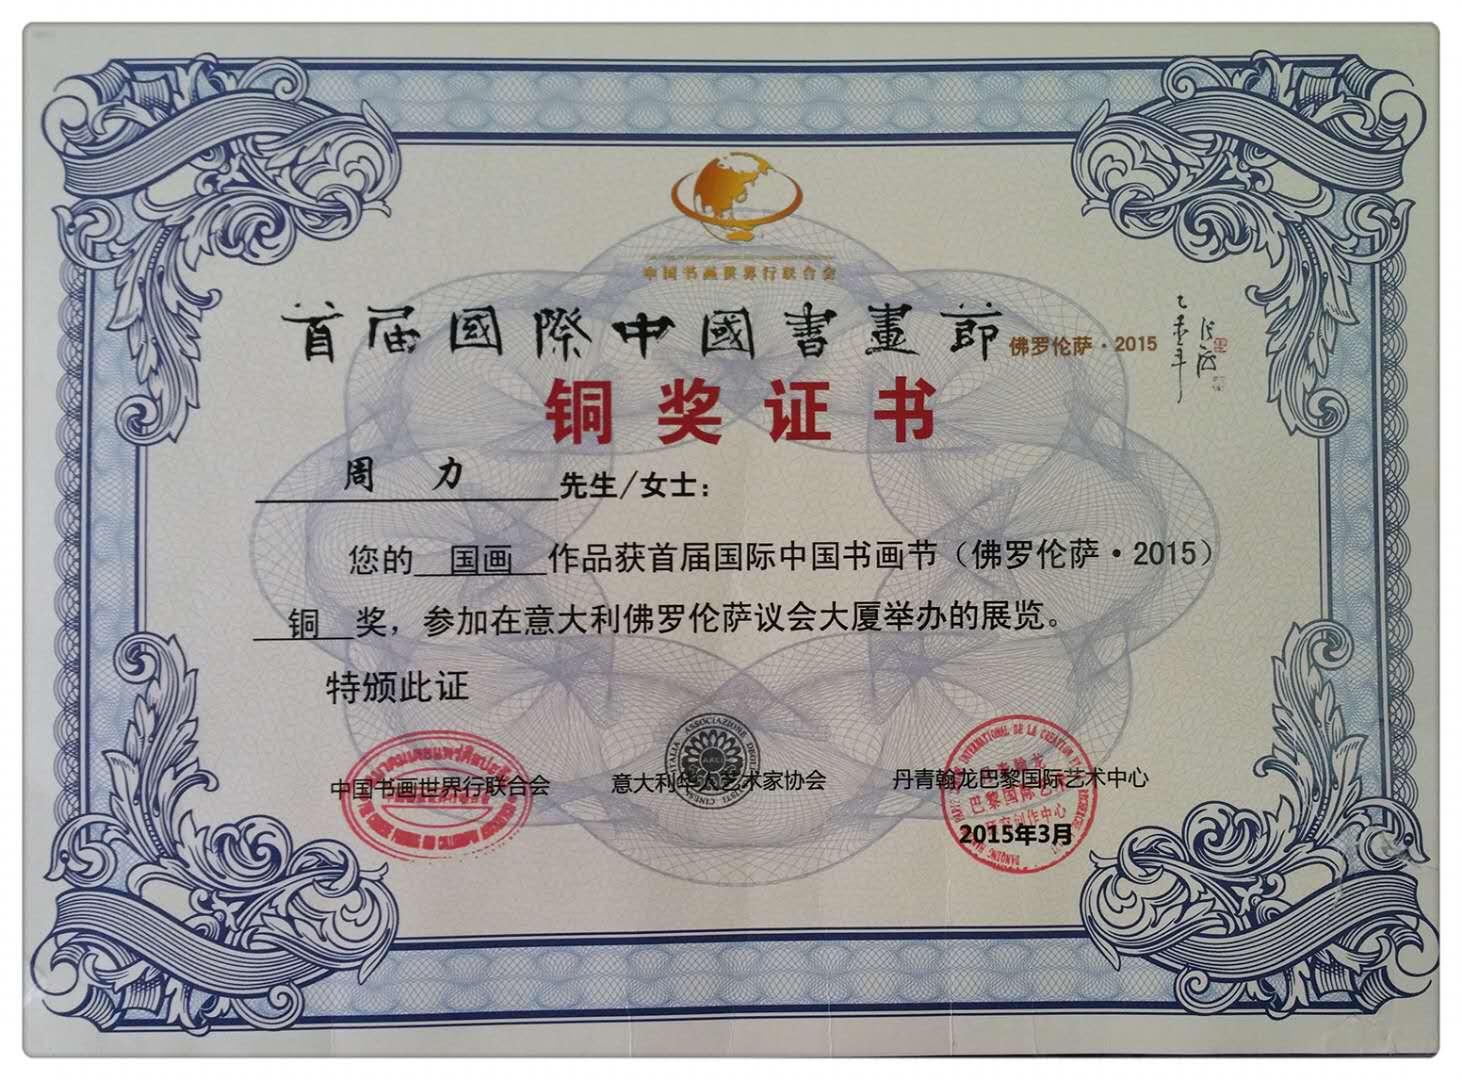 中国书画世界行联合会
首届國際中國書畫節 佛罗伦萨·2015
铜奖证书
周 力 先生/女士：
您的 国画 作品获首届国际中国书画节（佛罗伦萨·2015）
铜 奖，参加在意大利佛罗伦萨议会大厦举办的展览。
特颁此证
中国书画世界行联合会 意大利华人艺术家协会 丹青翰龙巴黎国际艺术中心
2015年3月